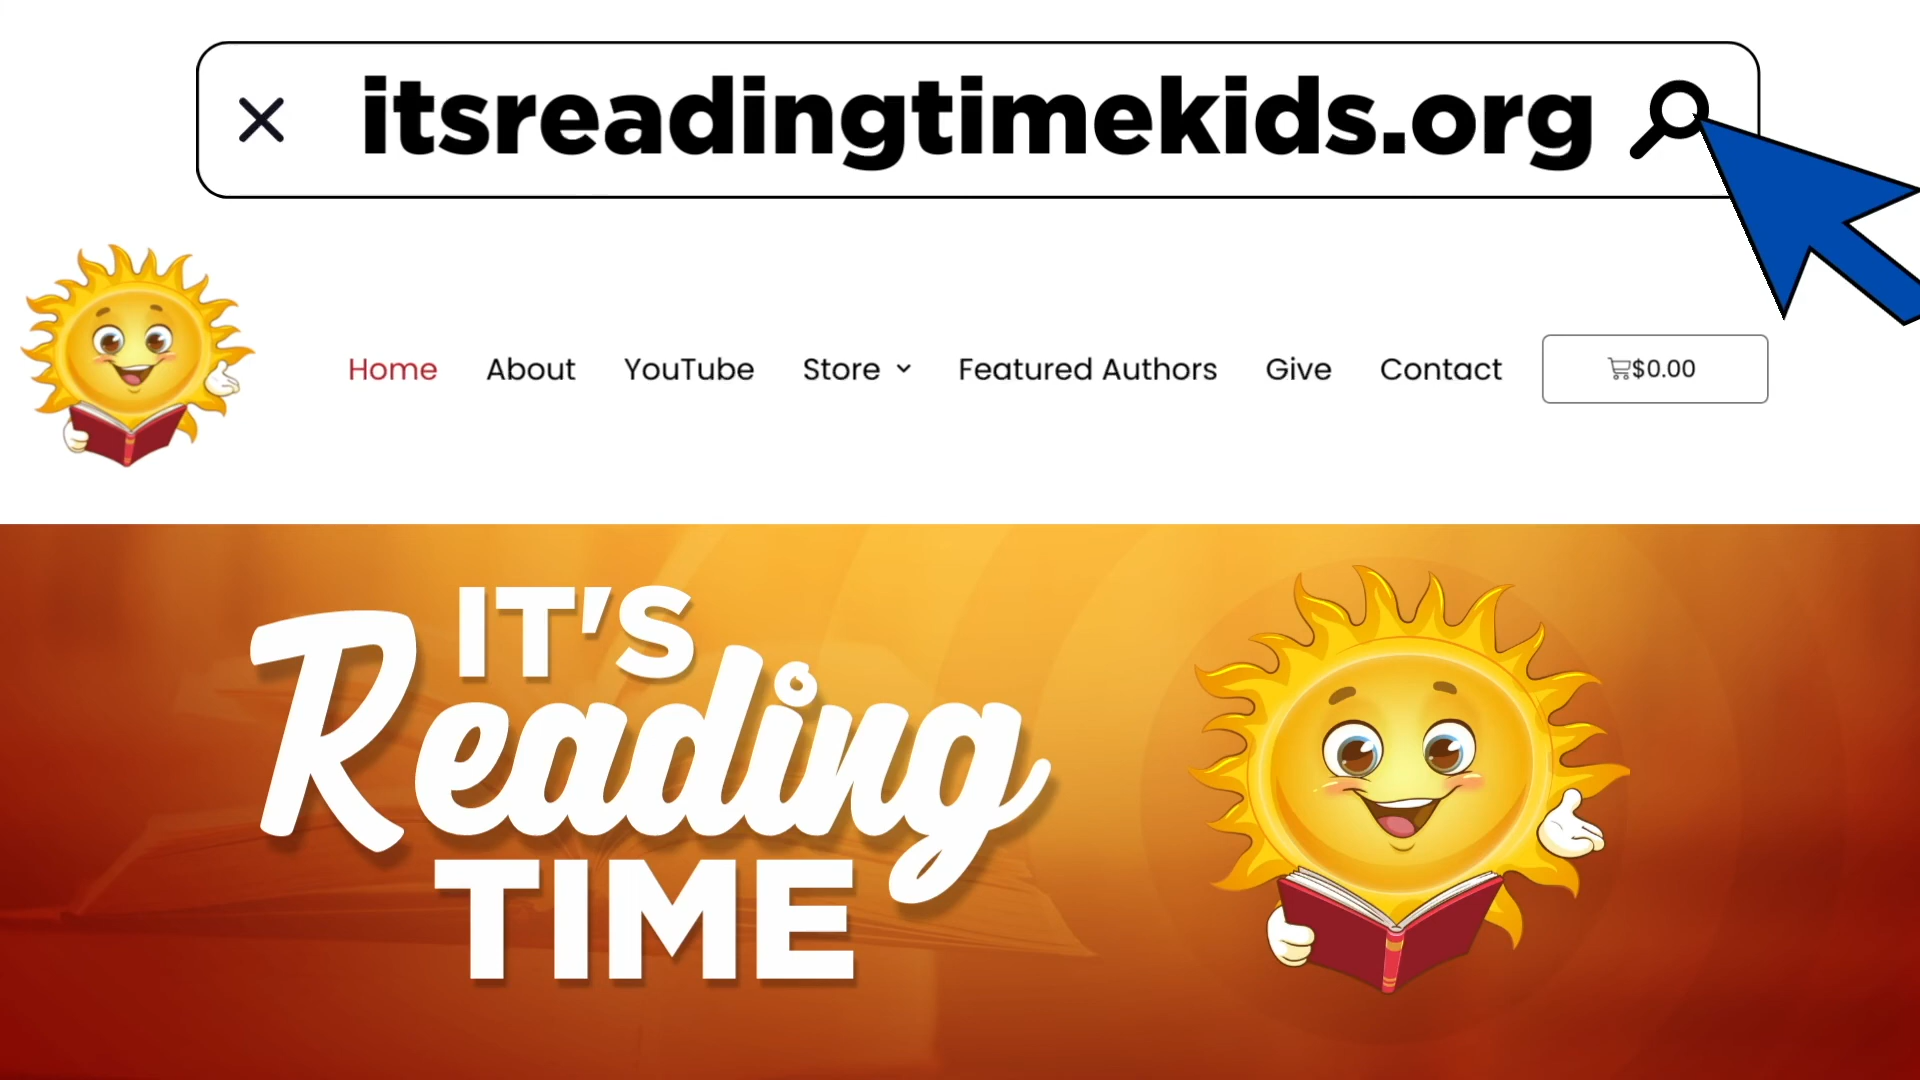 itsreadingtimekids.org
Home About YouTube Store Featured Authors Give Contact $0.00
IT'S
Reading
TIME